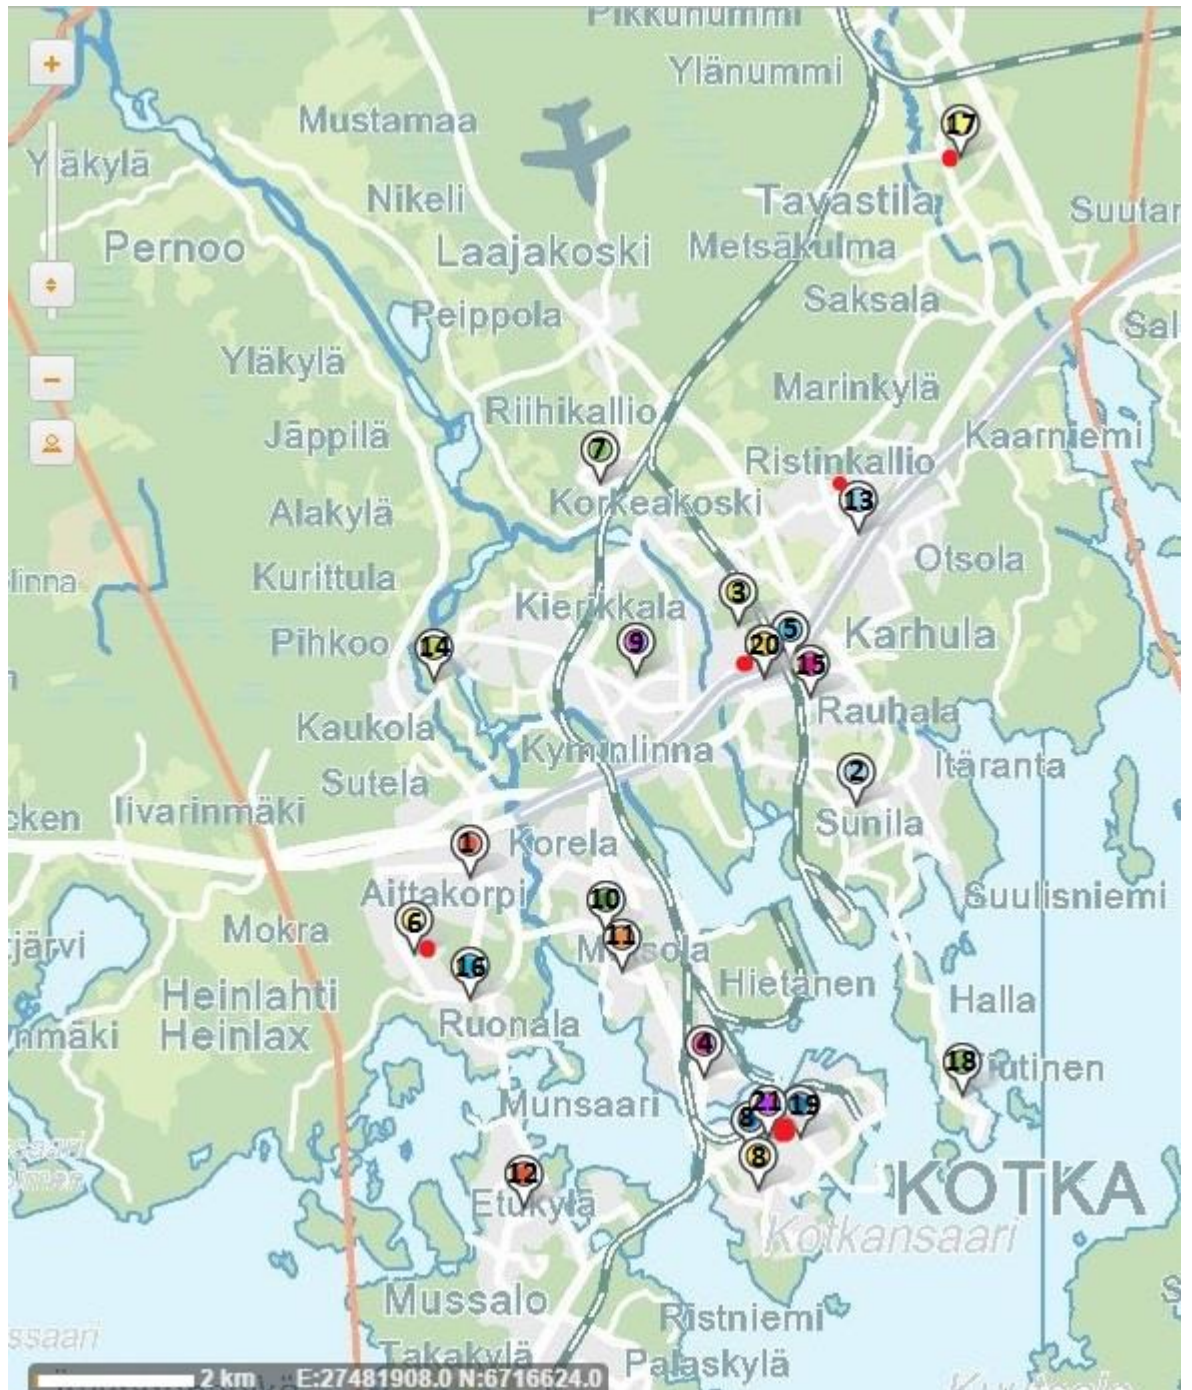 Pikkunummi
Ylänummi
+
Mustamaa
17
Yläkylä
Nikeli
Tavastila
Suutar
Pernoo
Laajakoski
Metsäkulma
Saksala
Peippola
Sal
Yläkylä
Marinkylä
−
Riihikallio
Jäppilä
Kaarniemi
7
Ristinkallio
Korkeakoski
13
Alakylä
Otsola
linna
Kurittula
3
Kierikkala
5
Pihkoo
14
9
20
Karhula
15
Kaukola
Rauhala
Kyminlinna
Itäranta
Sutela
2
Iivarinmäki
cken
Sunila
1
Korela
Aittakorpi
10
Suulisniemi
6
Mokra
11
järvi
16
Hietanen
Heinlahti
Halla
Heinlax
Ruonala
nmäki
4
18
Tiutinen
Munsaari
21
19
8
ssaari
8
12
KOTKA
Etukylä
Kotkansaari
Mussalo
Ristniemi
ssaari
Takakylä
Palaskylä
2 km E:27481908.0 N:6716624.0